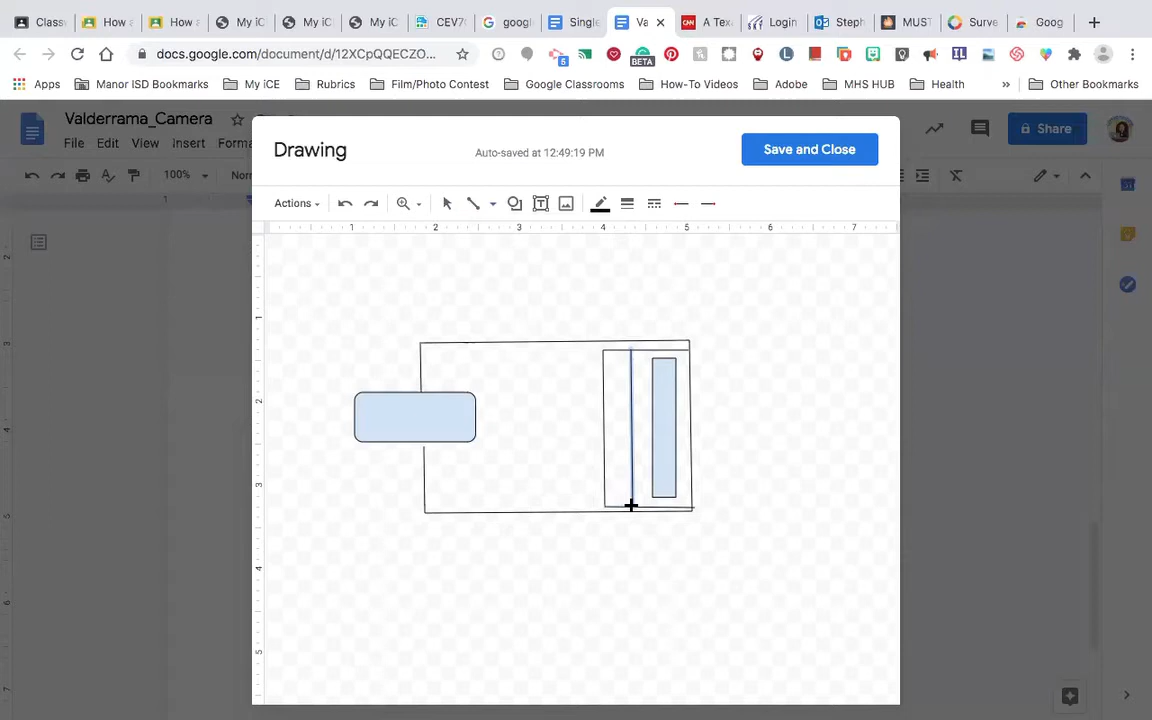 Class
How a
How a
My iC
My iC
My iC
CEV7
googl
Single
Va
A Tex
Login
Steph
MUST
Surve
Goog
docs.google.com/document/d/12XCpQQECZO...
5
BETA
Apps
Manor ISD Bookmarks
My iCE
Rubrics
Film/Photo Contest
Google Classrooms
How-To Videos
Adobe
MHS HUB
Health
»
Other Bookmarks
Valderrama_Camera
File Edit View Insert Forma
Share
100%
Norn
Drawing
Auto-saved at 12:49:19 PM
Save and Close
Actions
1 2 3 4 5 6 7
1
2
3
4
5